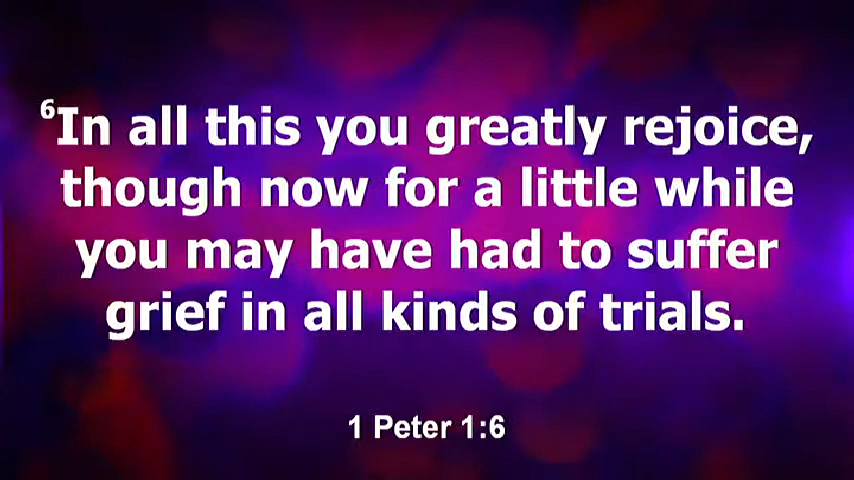 ⁶In all this you greatly rejoice,
though now for a little while
you may have had to suffer
grief in all kinds of trials.
1 Peter 1:6